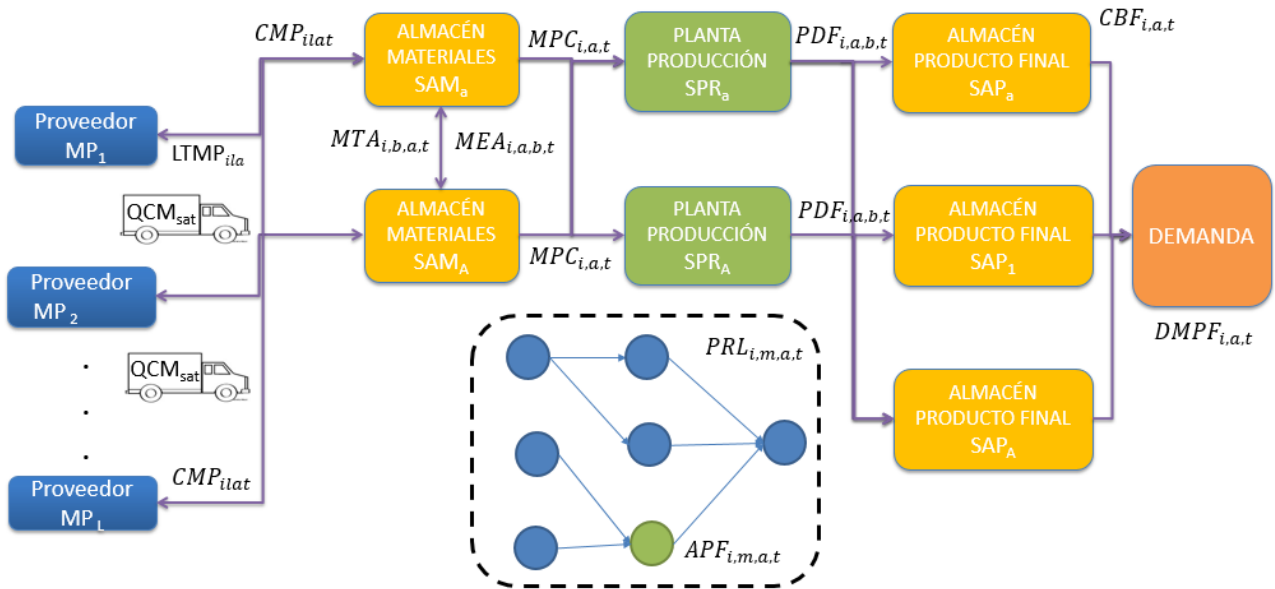 CMP_ilat
ALMACÉN
MATERIALES
SAM_a
MPC_i,a,t
PLANTA
PRODUCCIÓN
SPR_a
PDF_i,a,b,t
ALMACÉN
PRODUCTO FINAL
SAP_a
CBF_i,a,t
Proveedor
MP_1
LTMP_ila
MTA_i,b,a,t
MEA_i,a,b,t
QCM_sat
ALMACÉN
MATERIALES
SAM_A
MPC_i,a,t
PLANTA
PRODUCCIÓN
SPR_A
PDF_i,a,b,t
ALMACÉN
PRODUCTO FINAL
SAP_1
DEMANDA
DMPF_i,a,t
Proveedor
MP_2
QCM_sat
PRL_i,m,a,t
ALMACÉN
PRODUCTO FINAL
SAP_A
CMP_ilat
Proveedor
MP_L
APF_i,m,a,t